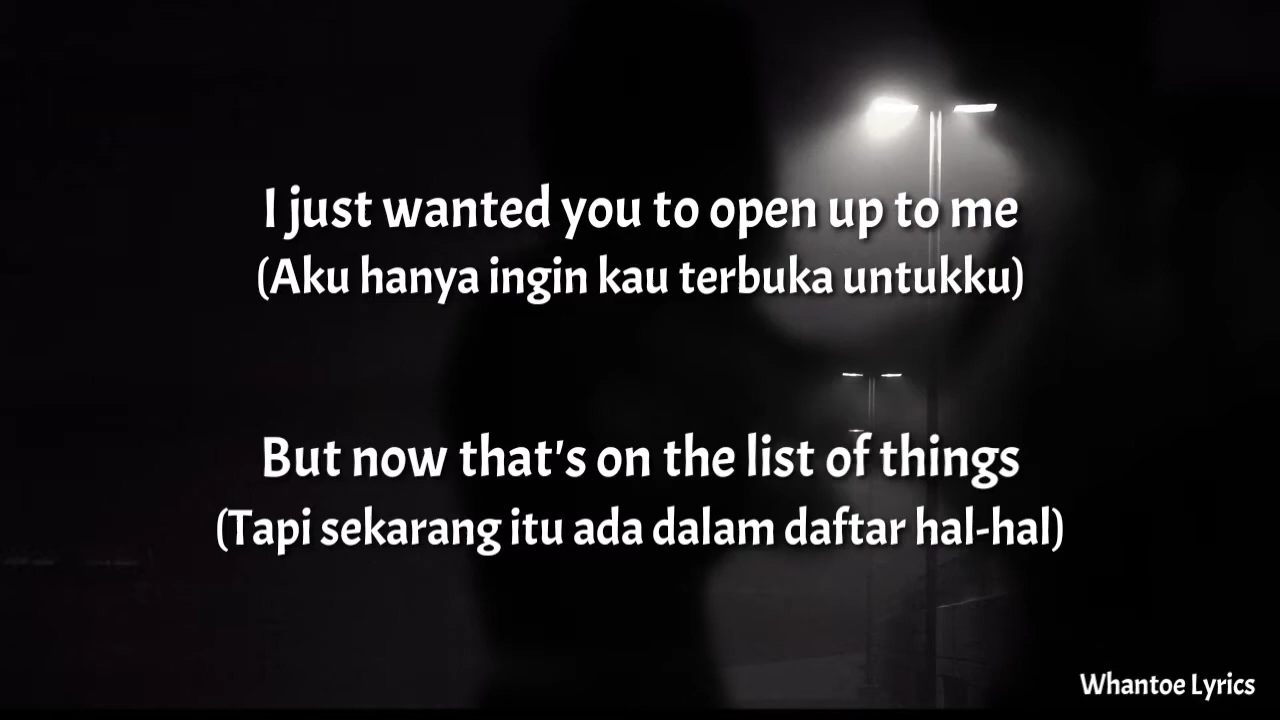 I just wanted you to open up to me
(Aku hanya ingin kau terbuka untukku)
But now that's on the list of things
(Tapi sekarang itu ada dalam daftar hal-hal)
Whantoe Lyrics